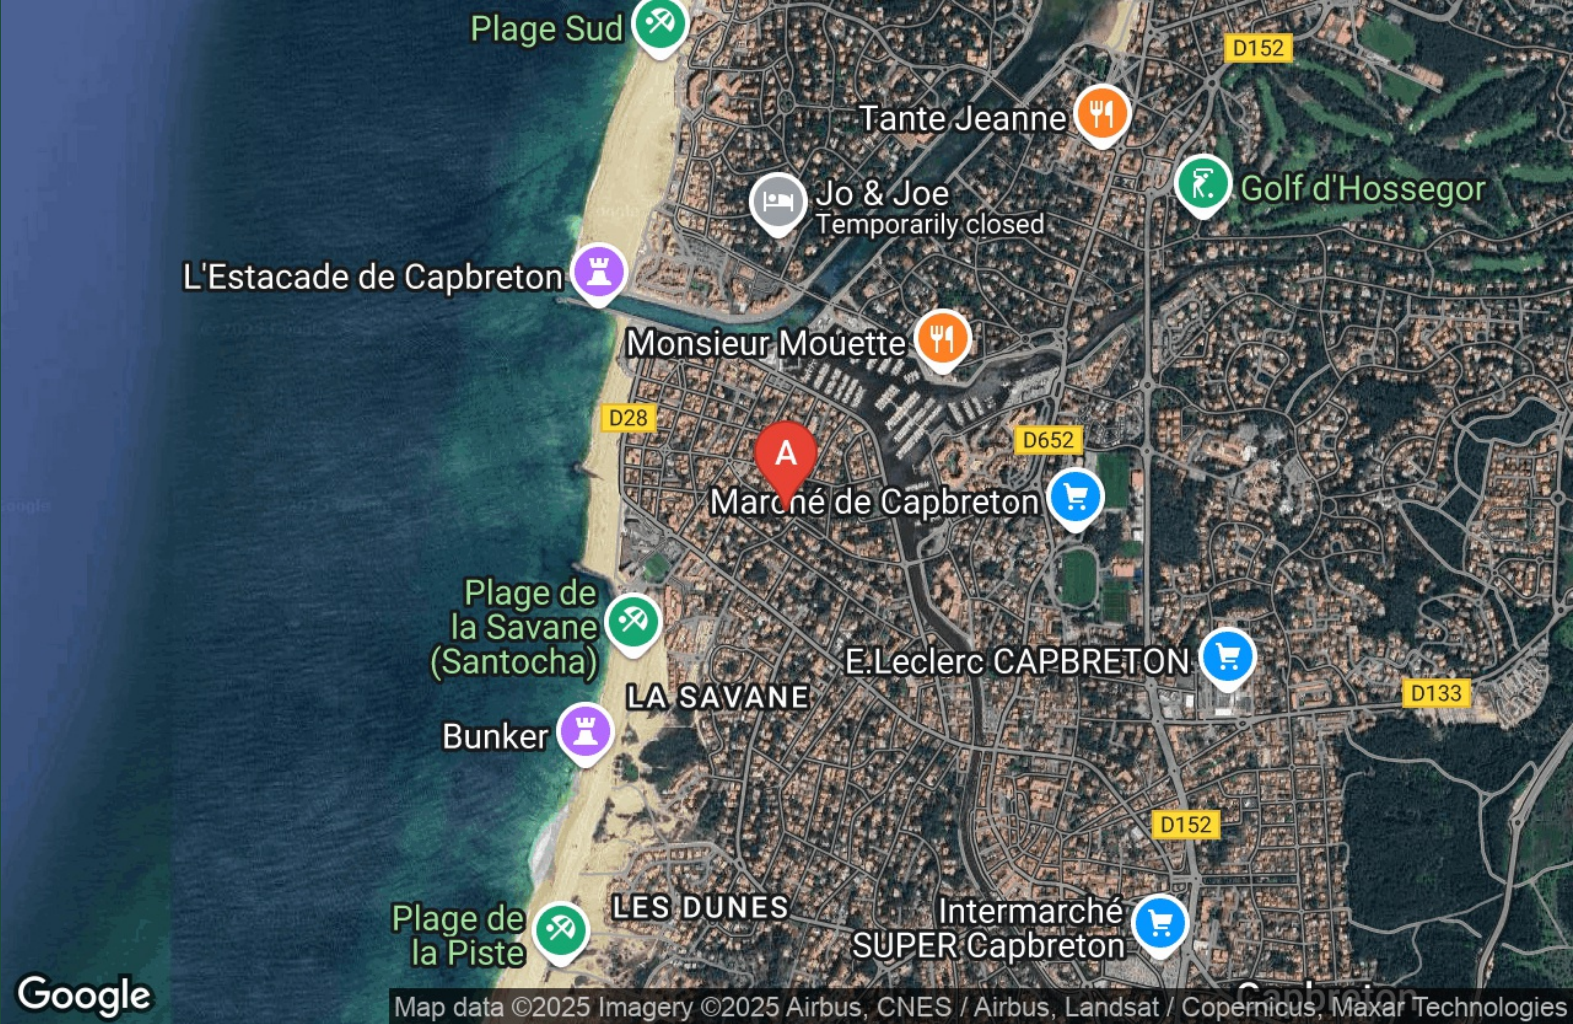 Plage Sud
D152
Tante Jeanne
Jo & Joe
Temporarily closed
Golf d'Hossegor
L'Estacade de Capbreton
Monsieur Mouette
D28
A
D652
Marché de Capbreton
Plage de
la Savane
(Santocha)
E.Leclerc CAPBRETON
LA SAVANE
D133
Bunker
D152
LES DUNES
Plage de
la Piste
Intermarché
SUPER Capbreton
Capbreton
Google
Map data ©2025 Imagery ©2025 Airbus, CNES / Airbus, Landsat / Copernicus, Maxar Technologies